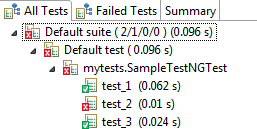 All Tests Failed Tests Summary
Default suite ( 2/1/0/0 ) (0.096 s)
Default test ( 0.096 s)
mytests.SampleTestNGTest
test_1 (0.062 s)
test_2 (0.01 s)
test_3 (0.024 s)